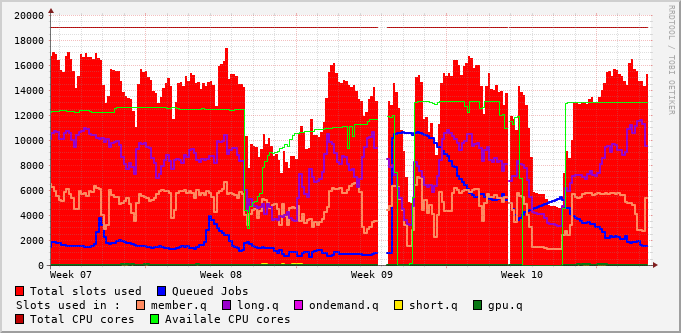 20000
18000
16000
14000
12000
10000
8000
6000
4000
2000
0
Week 07 Week 08 Week 09 Week 10
RRDTOOL / TOBI OETIKER
Total slots used Queued Jobs
Slots used in : member.q long.q ondemand.q short.q gpu.q
Total CPU cores Availale CPU cores